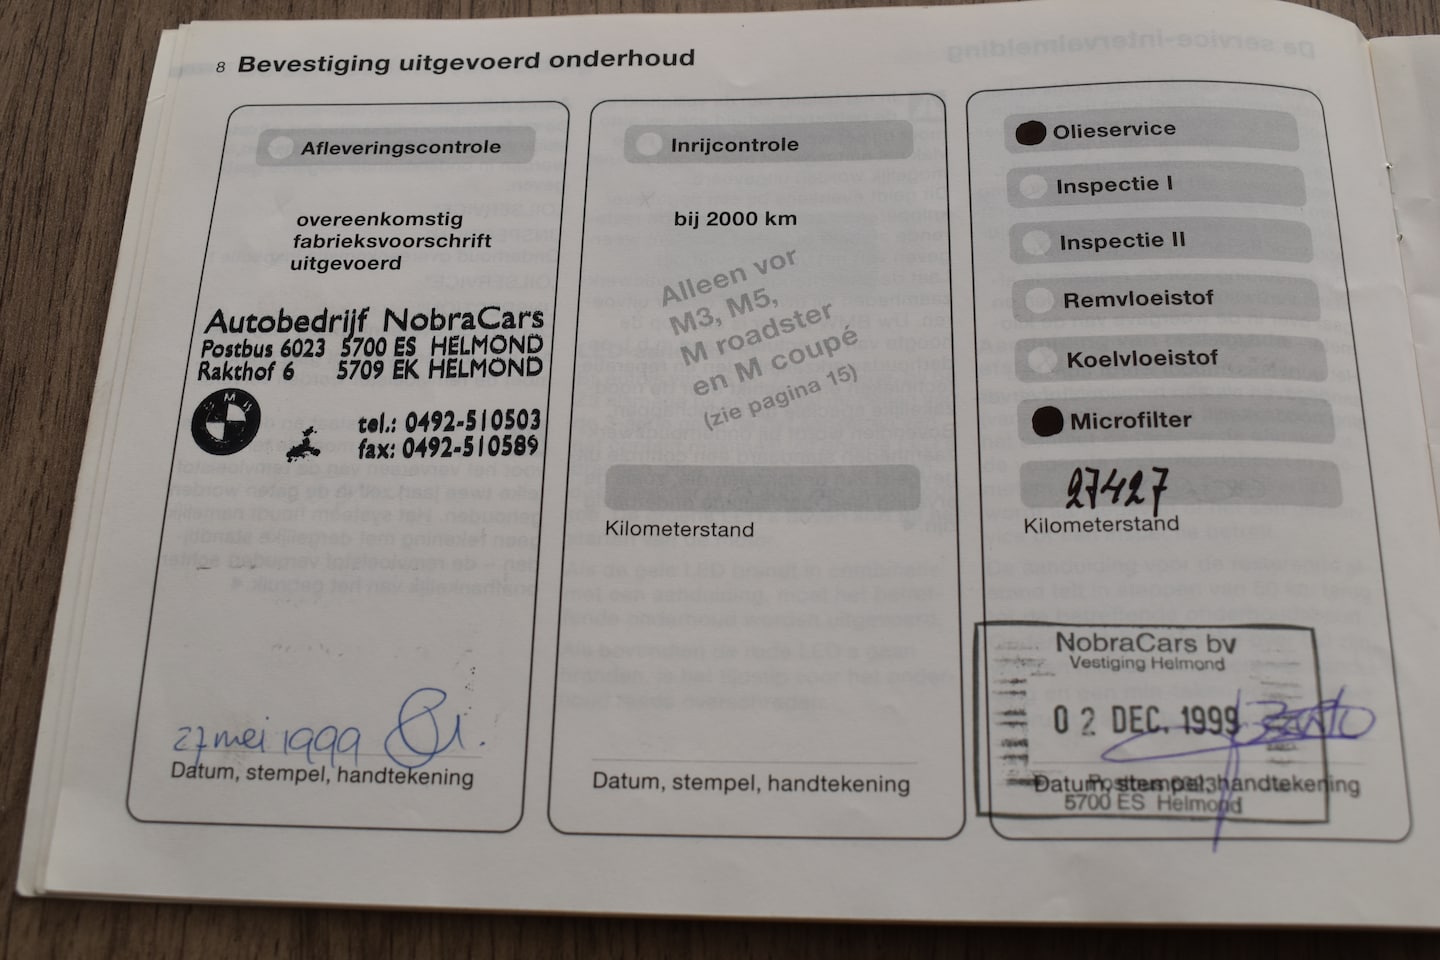 8 Bevestiging uitgevoerd onderhoud
Afleveringscontrole
overeenkomstig
fabrieksvoorschrift
uitgevoerd
Autobedrijf NobraCars
Postbus 6023 5700 ES HELMOND
Rakthof 6 5709 EK HELMOND
BMW
tel.: 0492-510503
fax: 0492-510589
27 mei 1999
Datum, stempel, handtekening
Inrijcontrole
bij 2000 km
Alleen vor
M3, M5,
M roadster
en M coupé
(zie pagina 15)
Kilometerstand
Datum, stempel, handtekening
Olieservice
Inspectie I
Inspectie II
Remvloeistof
Koelvloeistof
Microfilter
27427
Kilometerstand
NobraCars bv
Vestiging Helmond
02 DEC. 1999
Datum, stempel, handtekening
Postbus 6023
5700 ES Helmond